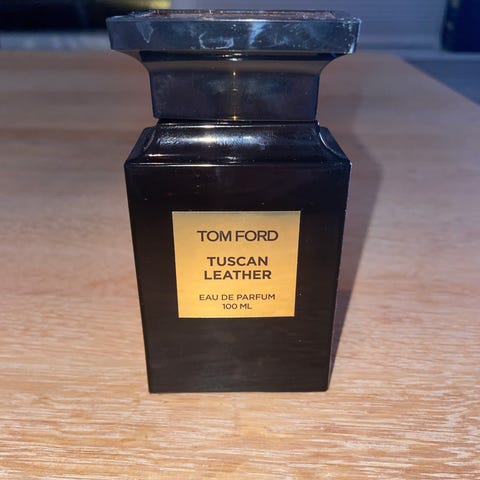 TOM FORD
TUSCAN
LEATHER
EAU DE PARFUM
100 ML